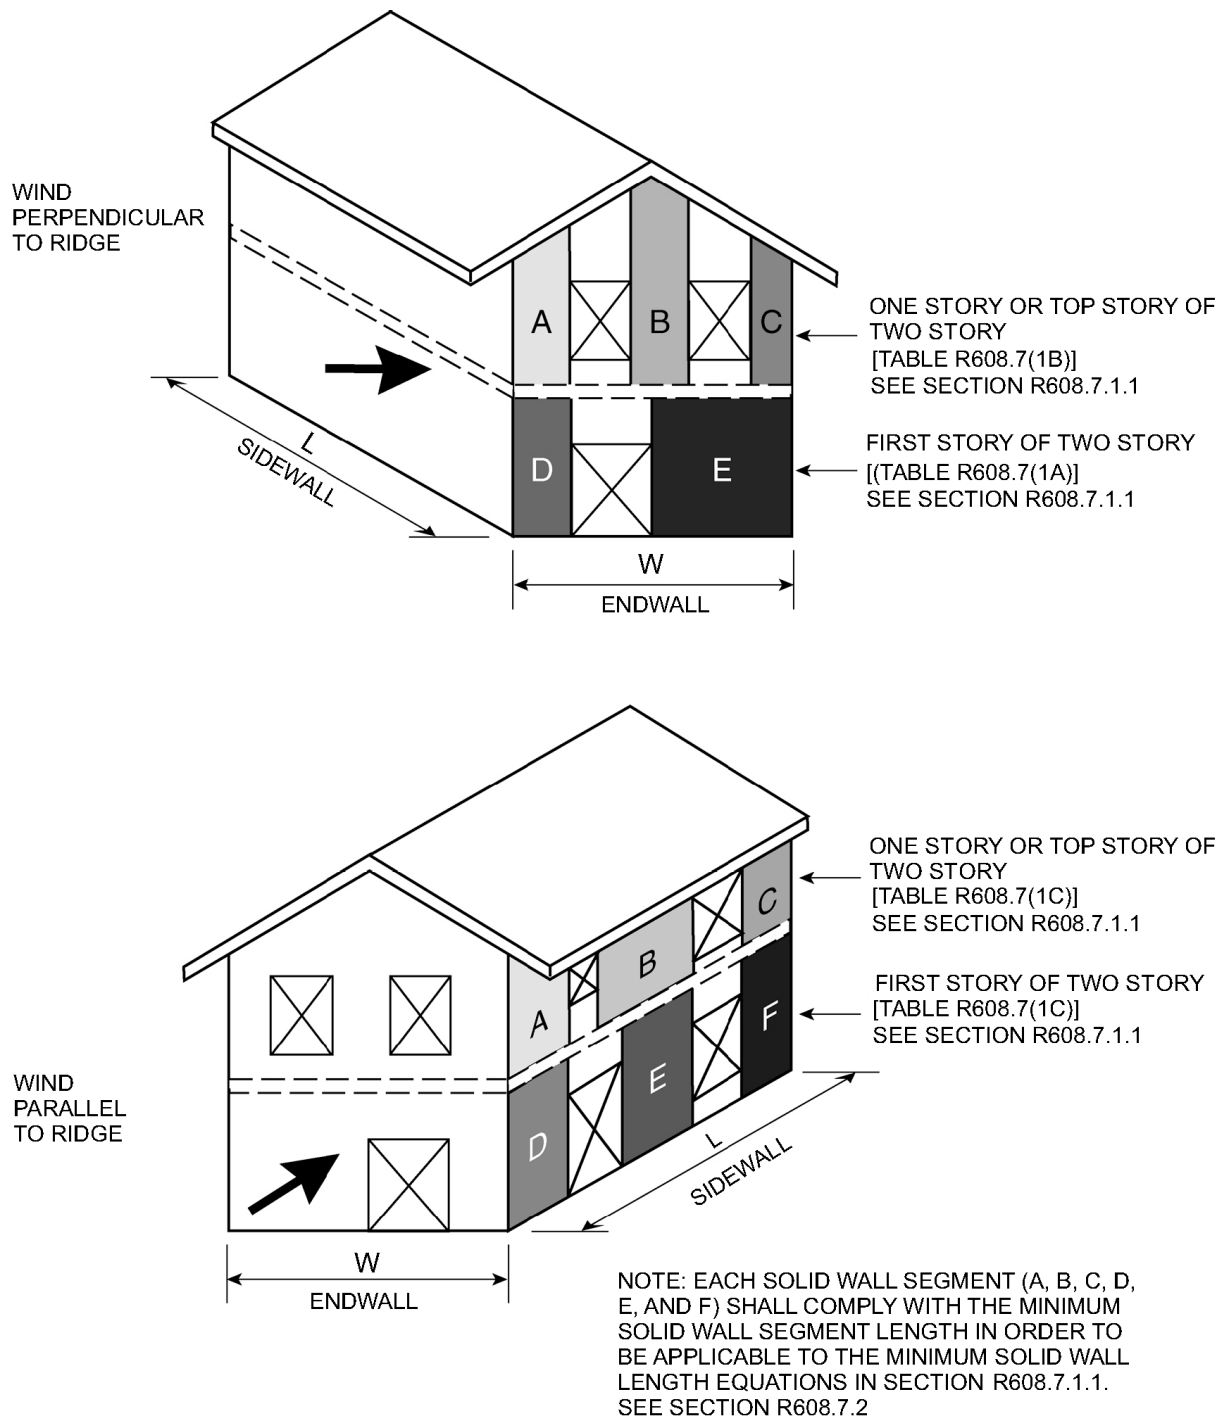 WIND
PERPENDICULAR
TO RIDGE
A
B
C
D
E
ONE STORY OR TOP STORY OF
TWO STORY
[TABLE R608.7(1B)]
SEE SECTION R608.7.1.1
FIRST STORY OF TWO STORY
[(TABLE R608.7(1A)]
SEE SECTION R608.7.1.1
L
SIDEWALL
W
ENDWALL
WIND
PARALLEL
TO RIDGE
A
B
C
D
E
F
ONE STORY OR TOP STORY OF
TWO STORY
[TABLE R608.7(1C)]
SEE SECTION R608.7.1.1
FIRST STORY OF TWO STORY
[TABLE R608.7(1C)]
SEE SECTION R608.7.1.1
L
SIDEWALL
W
ENDWALL
NOTE: EACH SOLID WALL SEGMENT (A, B, C, D,
E, AND F) SHALL COMPLY WITH THE MINIMUM
SOLID WALL SEGMENT LENGTH IN ORDER TO
BE APPLICABLE TO THE MINIMUM SOLID WALL
LENGTH EQUATIONS IN SECTION R608.7.1.1.
SEE SECTION R608.7.2